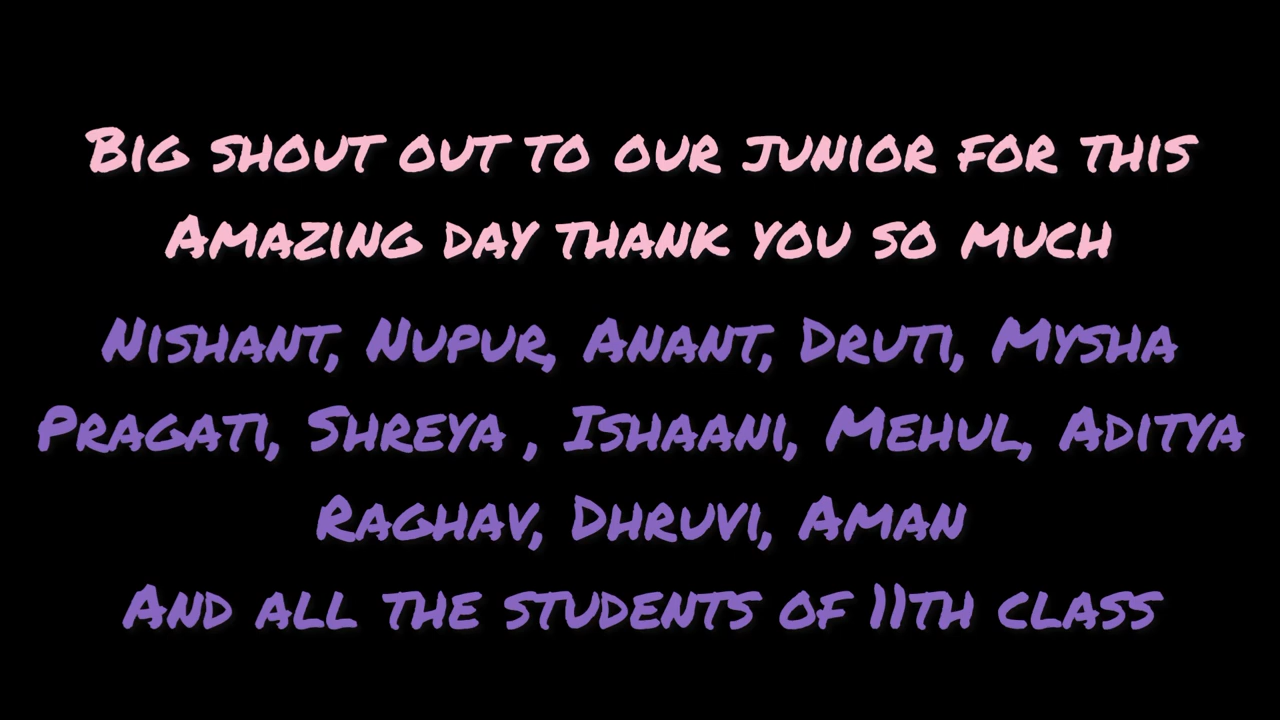 Big shout out to our junior for this
Amazing day thank you so much
Nishant, Nupur, Anant, Druti, Mysha
Pragati, Shreya , Ishaani, Mehul, Aditya
Raghav, Dhruvi, Aman
And all the students of 11th class